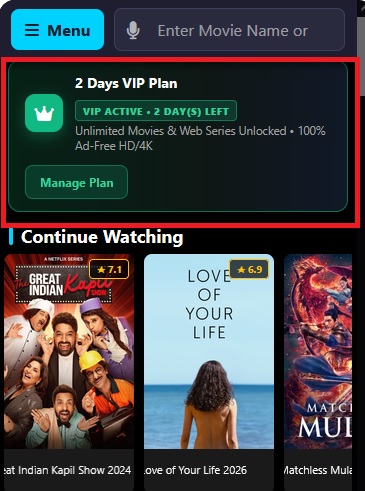 Menu
Enter Movie Name or
2 Days VIP Plan
VIP ACTIVE • 2 DAY(S) LEFT
Unlimited Movies & Web Series Unlocked • 100%
Ad-Free HD/4K
Manage Plan
Continue Watching
A NETFLIX SERIES
★ 7.1
The
GREAT
INDIAN
Kapil
SHOW
eat Indian Kapil Show 2024
★ 6.9
LOVE
OF
YOUR
LIFE
ove of Your Life 2026
MATCH
MUL
Matchless Mula